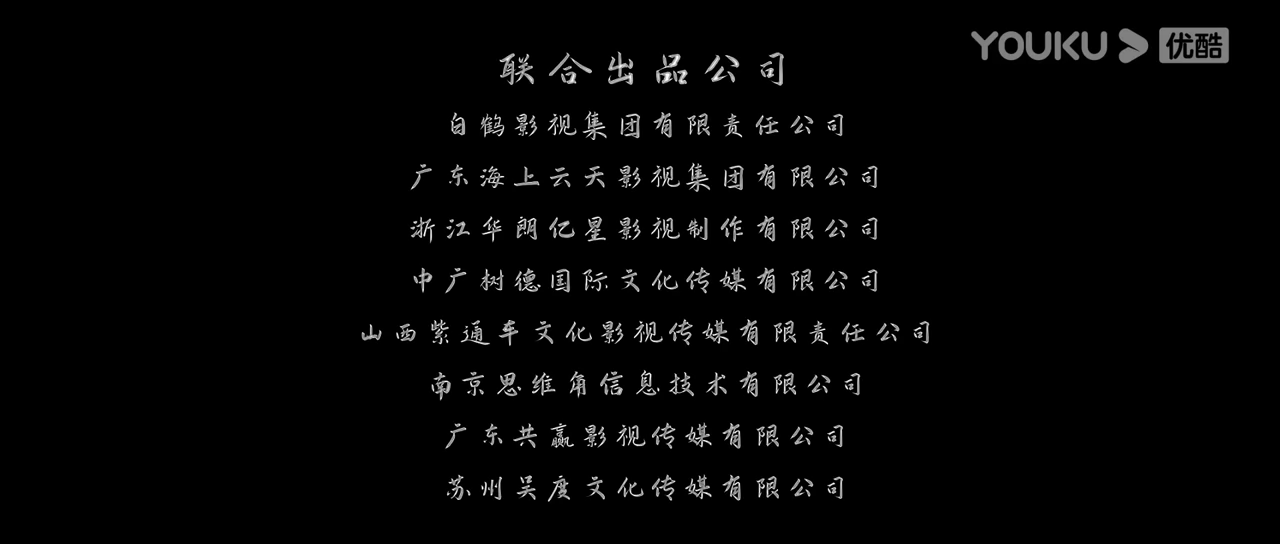 YOUKU 优酷
联合出品公司
白鹤影视集团有限责任公司
广东海上云天影视集团有限公司
浙江华朗亿星影视制作有限公司
中广树德国际文化传媒有限公司
山西紫通车文化影视传媒有限责任公司
南京思维角信息技术有限公司
广东共赢影视传媒有限公司
苏州吴度文化传媒有限公司